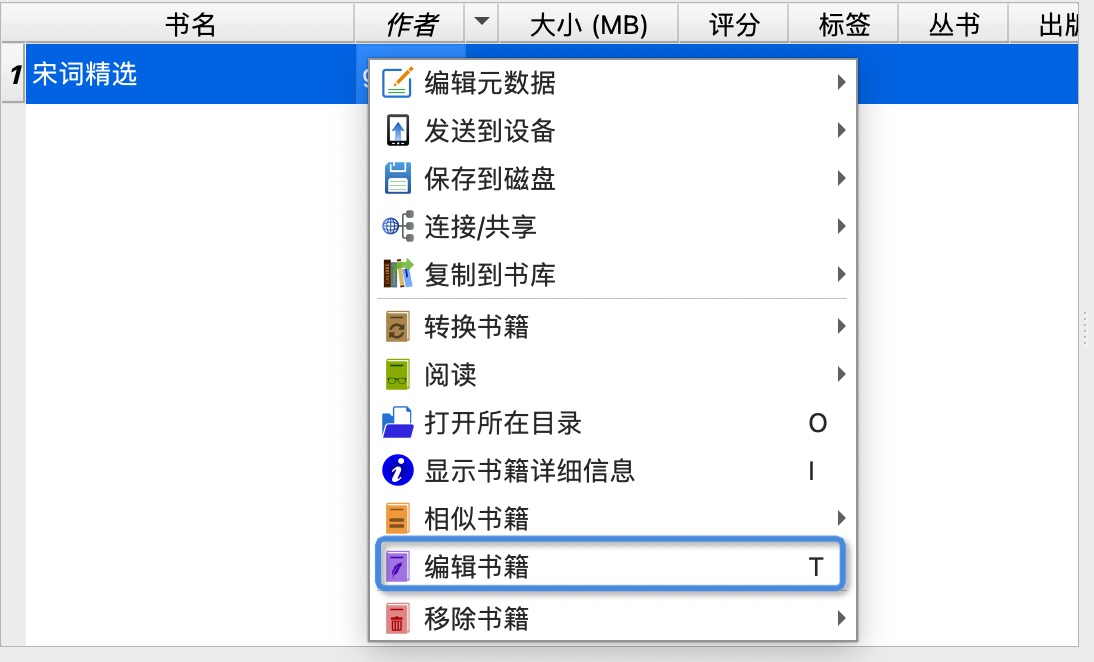 书名 作者 大小 (MB) 评分 标签 丛书
1 宋词精选
编辑元数据
发送到设备
保存到磁盘
连接/共享
复制到书库
转换书籍
阅读
打开所在目录 O
显示书籍详细信息 I
相似书籍
编辑书籍 T
移除书籍